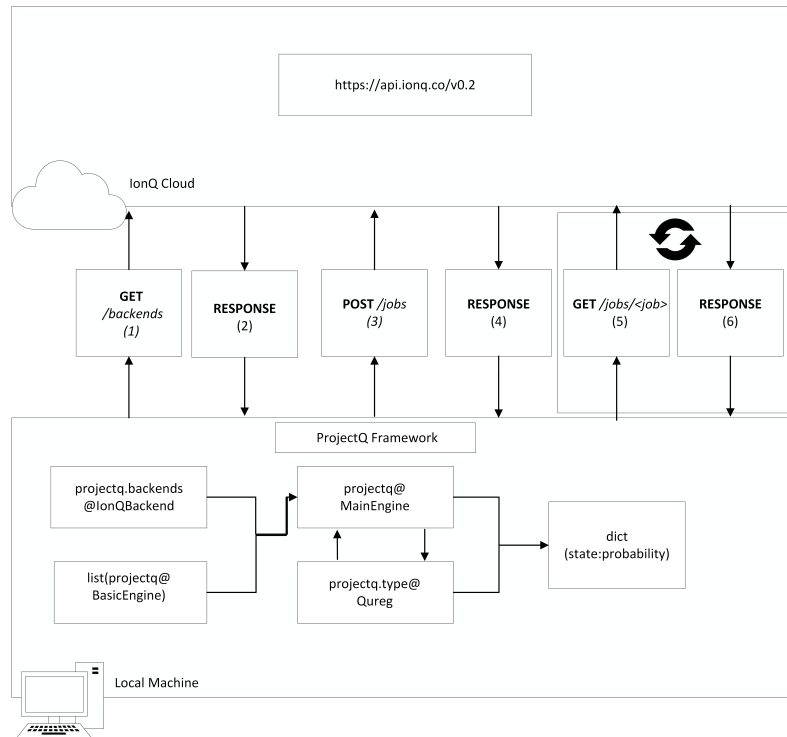 https://api.ionq.co/v0.2
IonQ Cloud
GET
/backends
(1)
RESPONSE
(2)
POST /jobs
(3)
RESPONSE
(4)
GET /jobs/<job>
(5)
RESPONSE
(6)
ProjectQ Framework
projectq.backends
@IonQBackend
list(projectq@
BasicEngine)
projectq@
MainEngine
projectq.type@
Qureg
dict
(state:probability)
Local Machine